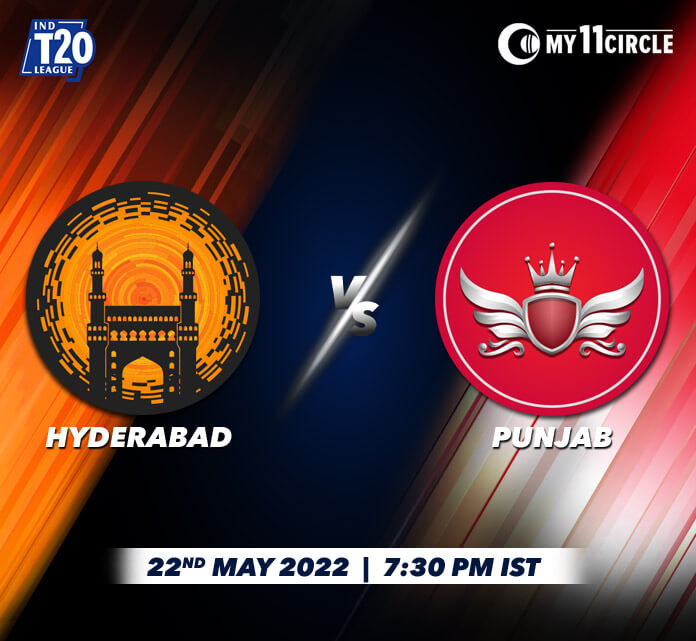 IND
T20
LEAGUE
MY11CIRCLE
VS
HYDERABAD
PUNJAB
22ND MAY 2022 | 7:30 PM IST